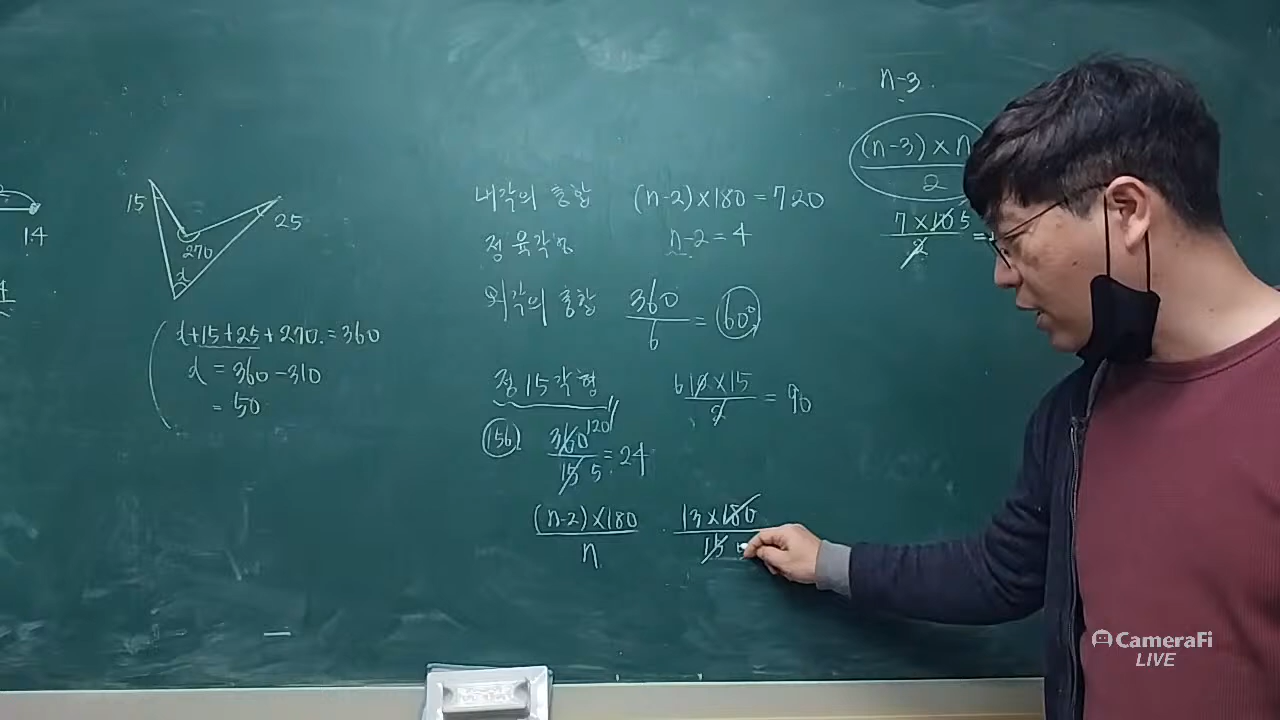 14
15
25
270
x
x+15+25+270.=360
x = 360-310
= 50
내각의 총합 (n-2)×180=720
정육각형 n-2=4
외각의 총합 360/6=60°
정15각형 6 10×15/2 = 90
156 360 120/15 5=24
(n-2)×180/n 13×180/15
n-3.
(n-3)×n/2
7×10 5/2 =
CameraFi
LIVE